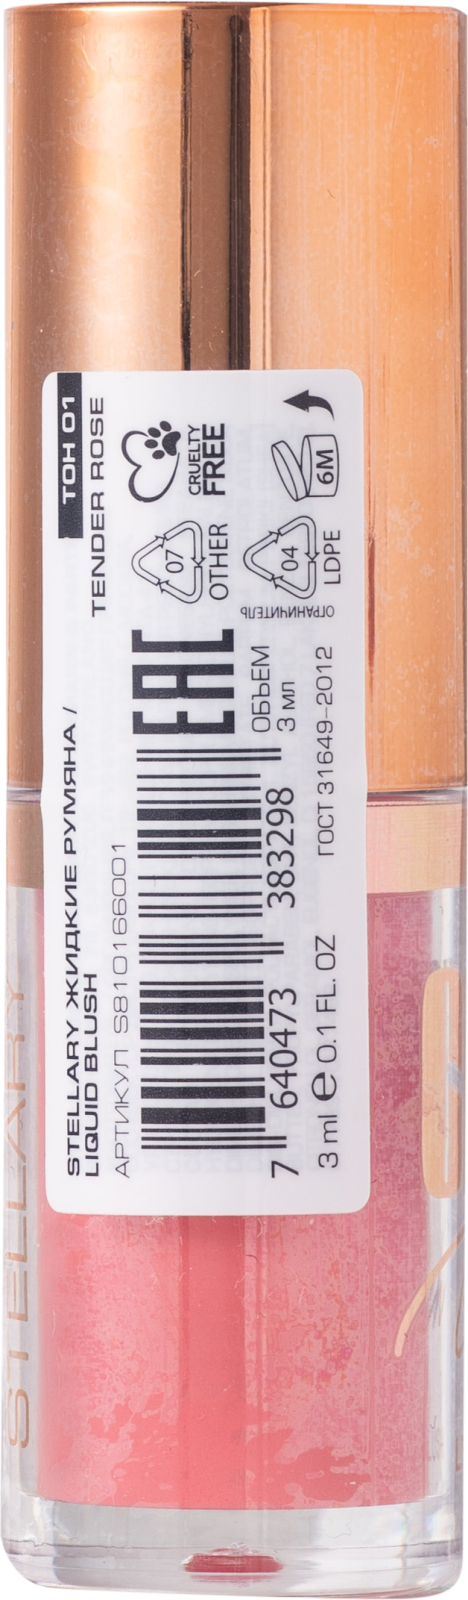 STELLARY ЖИДКИЕ РУМЯНА /
LIQUID BLUSH
ТОН 01
TENDER ROSE
АРТИКУЛ S810166001
CRUELTY
FREE
07
OTHER
04
LDPE
ОГРАНИЧИТЕЛЬ
6M
EAC
ОБЪЕМ
3 мл
7 640473 383298
3 ml e 0.1 FL. OZ
ГОСТ 31649-2012
STELLARY